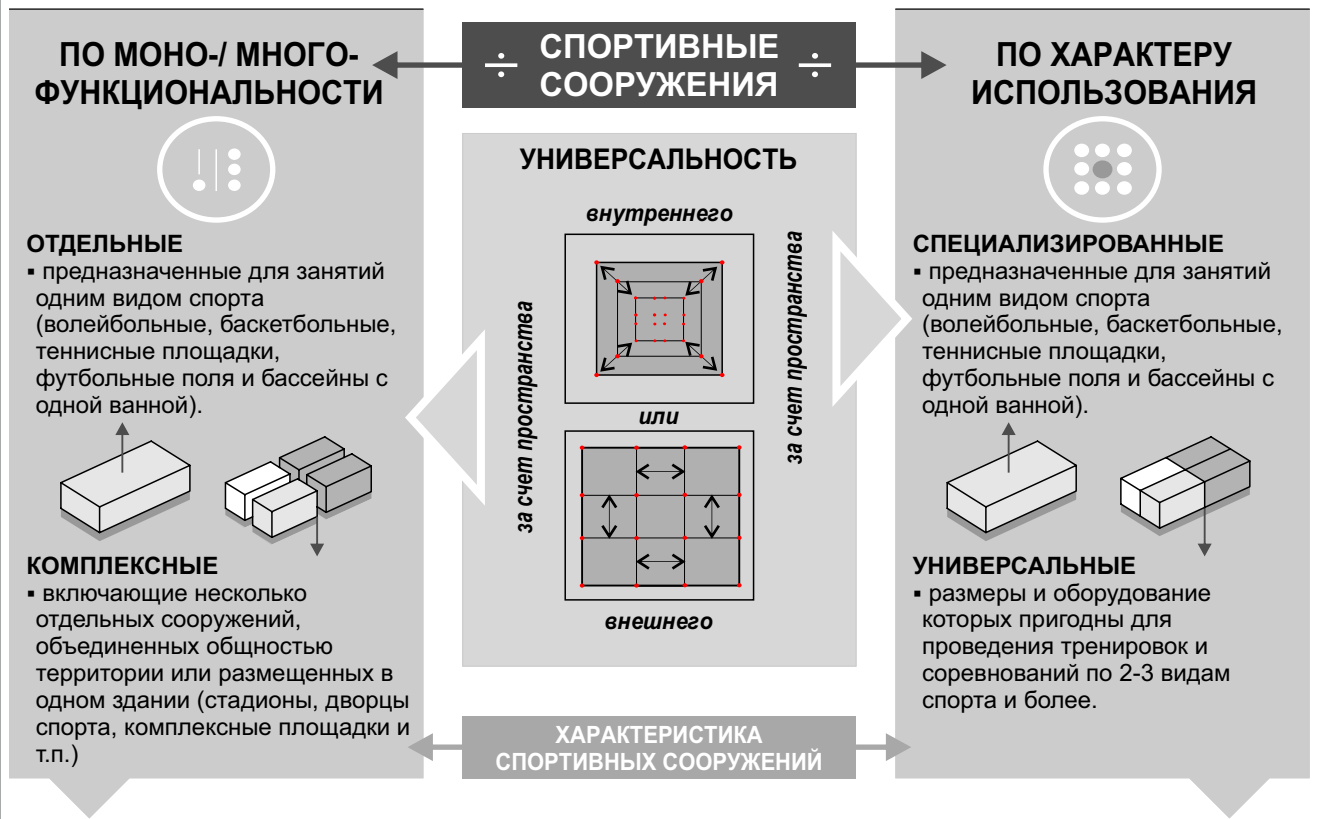 ПО МОНО-/ МНОГО-
ФУНКЦИОНАЛЬНОСТИ
ОТДЕЛЬНЫЕ
▪ предназначенные для занятий
одним видом спорта
(волейбольные, баскетбольные,
теннисные площадки,
футбольные поля и бассейны с
одной ванной).
КОМПЛЕКСНЫЕ
▪ включающие несколько
отдельных сооружений,
объединенных общностью
территории или размещенных в
одном здании (стадионы, дворцы
спорта, комплексные площадки и
т.п.)
÷ СПОРТИВНЫЕ ÷
СООРУЖЕНИЯ
УНИВЕРСАЛЬНОСТЬ
внутреннего
за счет пространства
за счет пространства
или
внешнего
ХАРАКТЕРИСТИКА
СПОРТИВНЫХ СООРУЖЕНИЙ
ПО ХАРАКТЕРУ
ИСПОЛЬЗОВАНИЯ
СПЕЦИАЛИЗИРОВАННЫЕ
▪ предназначенные для занятий
одним видом спорта
(волейбольные, баскетбольные,
теннисные площадки,
футбольные поля и бассейны с
одной ванной).
УНИВЕРСАЛЬНЫЕ
▪ размеры и оборудование
которых пригодны для
проведения тренировок и
соревнований по 2-3 видам
спорта и более.